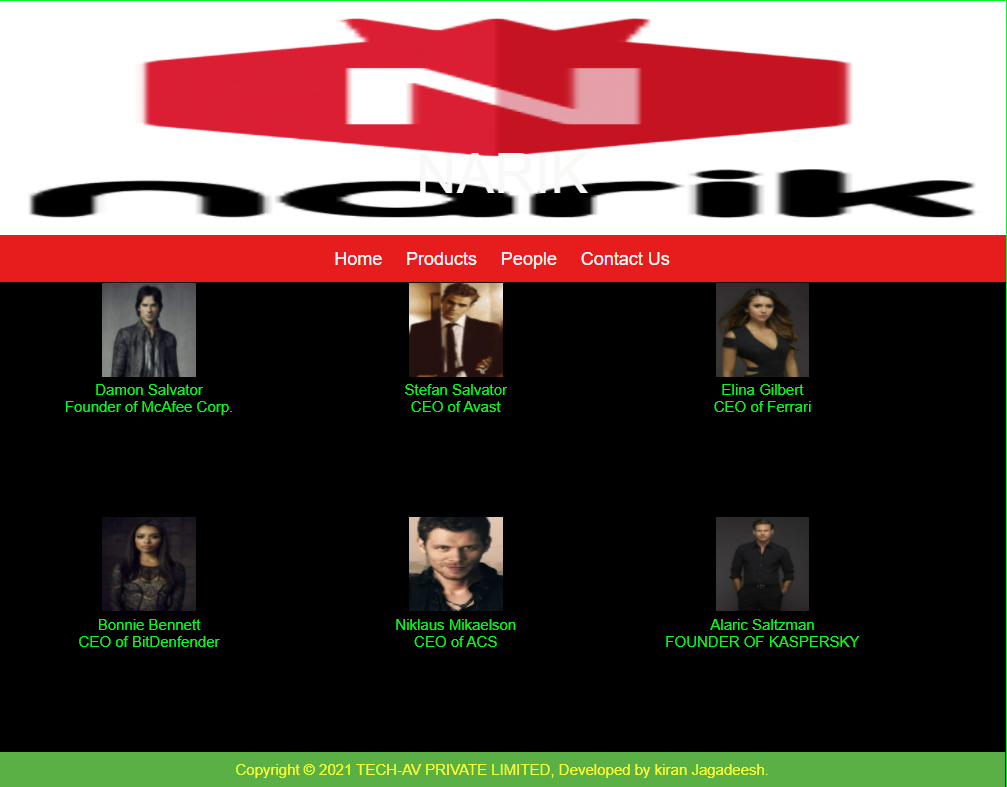 N
NARIK
narik
Home Products People Contact Us
Damon Salvator
Founder of McAfee Corp.
Stefan Salvator
CEO of Avast
Elina Gilbert
CEO of Ferrari
Bonnie Bennett
CEO of BitDenfender
Niklaus Mikaelson
CEO of ACS
Alaric Saltzman
FOUNDER OF KASPERSKY
Copyright © 2021 TECH-AV PRIVATE LIMITED, Developed by kiran Jagadeesh.